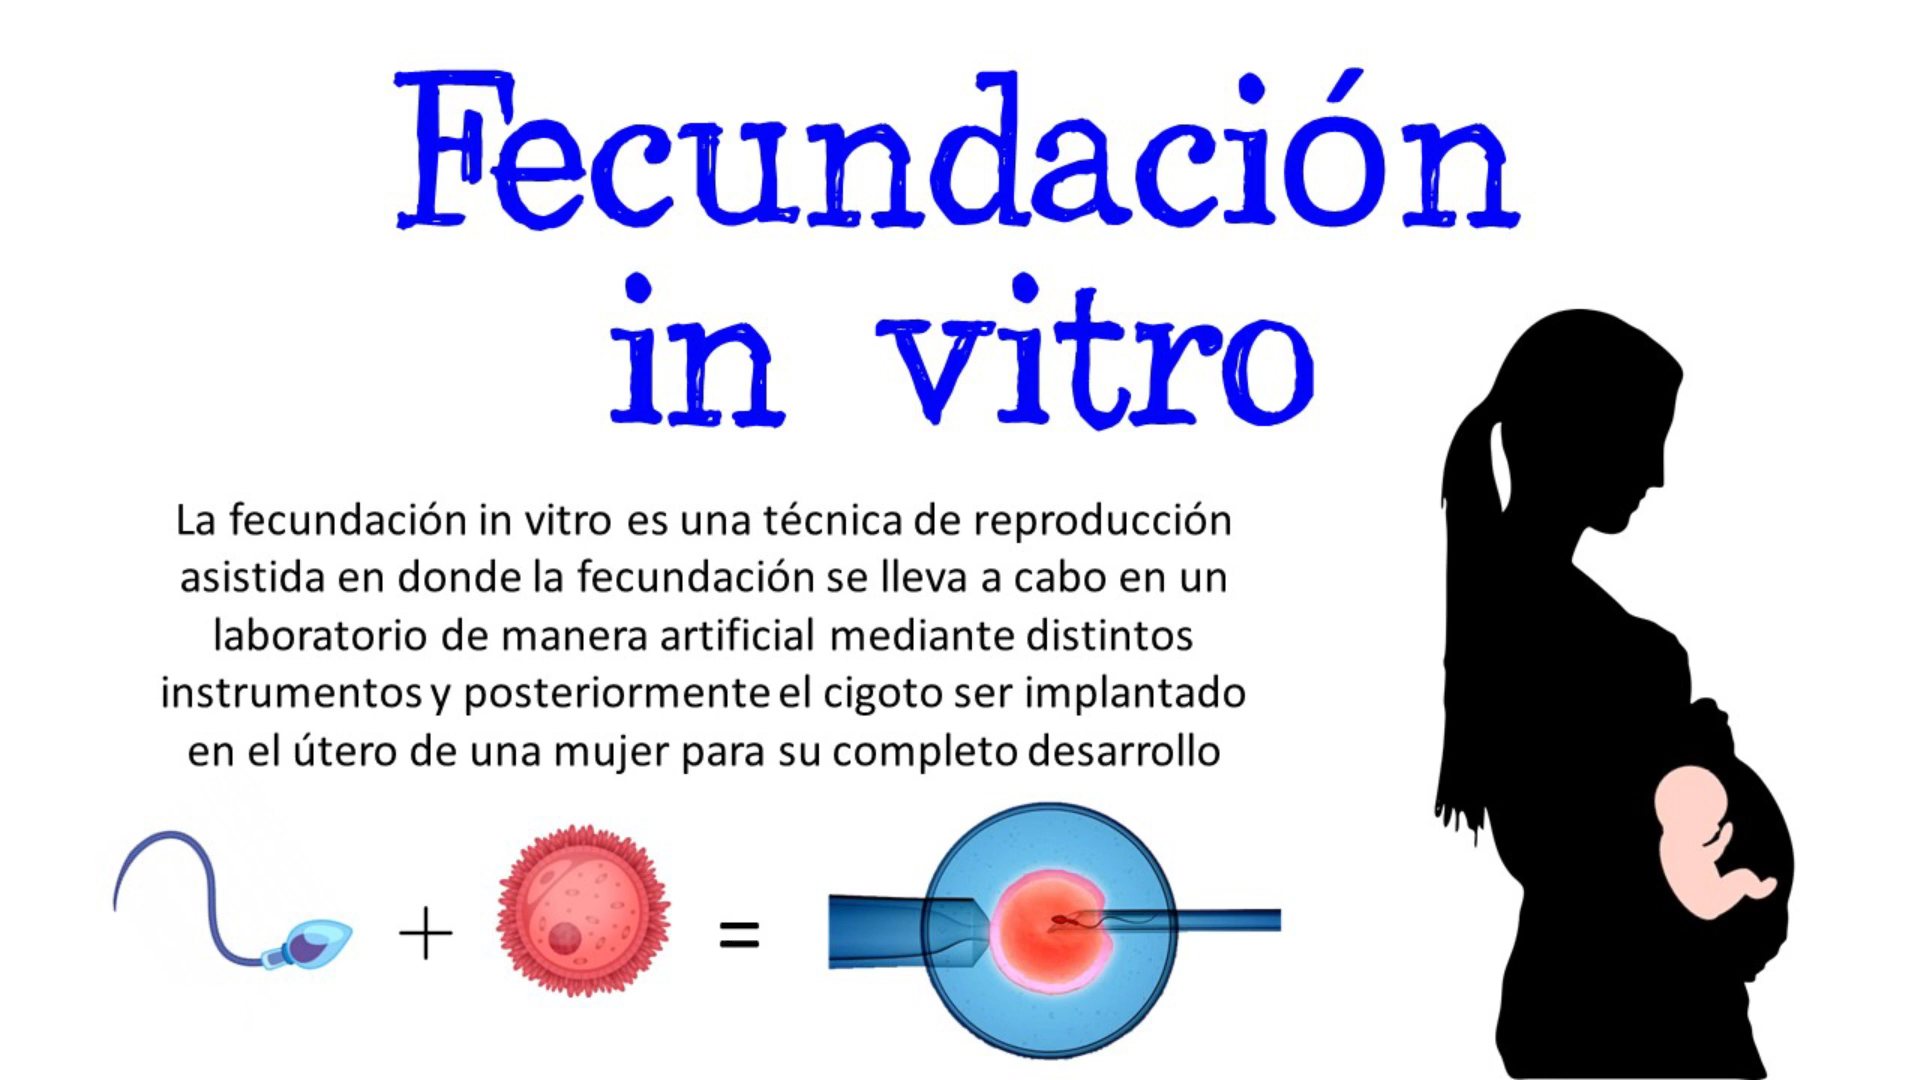 Fecundación
in vitro
La fecundación in vitro es una técnica de reproducción
asistida en donde la fecundación se lleva a cabo en un
laboratorio de manera artificial mediante distintos
instrumentos y posteriormente el cigoto ser implantado
en el útero de una mujer para su completo desarrollo
+ =